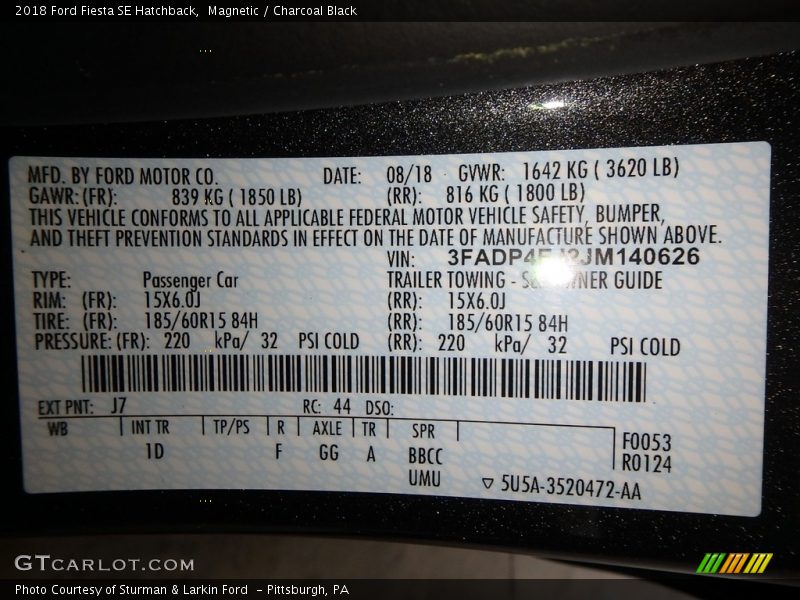 2018 Ford Fiesta SE Hatchback,  Magnetic / Charcoal Black
MFD. BY FORD MOTOR CO. DATE: 08/18 GVWR: 1642 KG ( 3620 LB)
GAWR:(FR): 839 KG ( 1850 LB) (RR): 816 KG ( 1800 LB)
THIS VEHICLE CONFORMS TO ALL APPLICABLE FEDERAL MOTOR VEHICLE SAFETY, BUMPER,
AND THEFT PREVENTION STANDARDS IN EFFECT ON THE DATE OF MANUFACTURE SHOWN ABOVE.
VIN:
TYPE: Passenger Car TRAILER TOWING - GUIDE
RIM: (FR): 15X6.0J (RR): 15X6.0J
TIRE: (FR): 185/60R15 84H (RR): 185/60R15 84H
PRESSURE:(FR): 220 kPa/ 32 PSI COLD (RR): 220 kPa/ 32 PSI COLD
EXT PNT: J7 RC: 44 DSO:
WB INT TR TP/PS R AXLE TR SPR
1D F GG A BBCC
UMU
F0053
R0124
5U5A-3520472-AA
GTCARLOT.COM
Photo Courtesy of Sturman & Larkin Ford  - Pittsburgh, PA